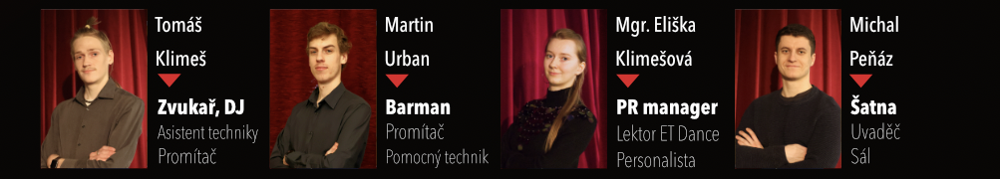 Tomáš
Klimeš
Zvukař, DJ
Asistent techniky
Promítač
Martin
Urban
Barman
Promítač
Pomocný technik
Mgr. Eliška
Klimešová
PR manager
Lektor ET Dance
Personalista
Michal
Peňáz
Šatna
Uvaděč
Sál